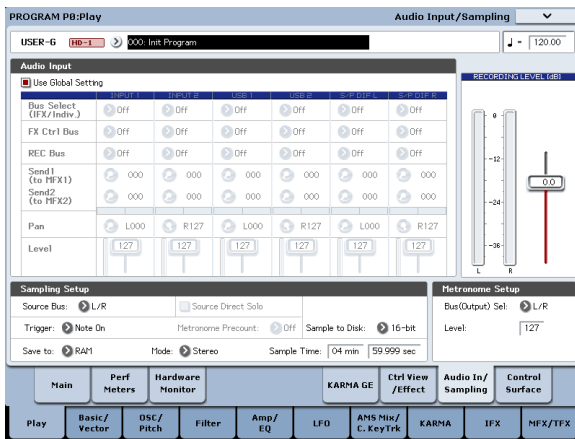 PROGRAM P0:Play Audio Input/Sampling
USER-G HD-1 000: Init Program ♩ = 120.00
Audio Input
Use Global Setting
RECORDING LEVEL [dB]
INPUT 1 INPUT 2 USB 1 USB 2 S/P DIF L S/P DIF R
Bus Select
(IFX/Indiv.)
Off Off Off Off Off Off
FX Ctrl Bus Off Off Off Off Off Off
REC Bus Off Off Off Off Off Off
Send1
(to MFX1)
000 000 000 000 000 000
Send2
(to MFX2)
000 000 000 000 000 000
Pan L000 R127 L000 R127 L000 R127
Level 127 127 127 127 127 127
0
-12
-24
-36
L R
0.0
Sampling Setup
Source Bus: L/R Source Direct Solo
Trigger: Note On Metronome Precount: Off Sample to Disk: 16-bit
Save to: RAM Mode: Stereo Sample Time: 04 min 59.999 sec
Metronome Setup
Bus(Output) Sel: L/R
Level: 127
Main
Perf
Meters
Hardware
Monitor
KARMA GE
Ctrl View
/Effect
Audio In/
Sampling
Control
Surface
Play
Basic/
Vector
OSC/
Pitch
Filter
Amp/
EQ
LFO
AMS Mix/
C. KeyTrk
KARMA
IFX
MFX/TFX